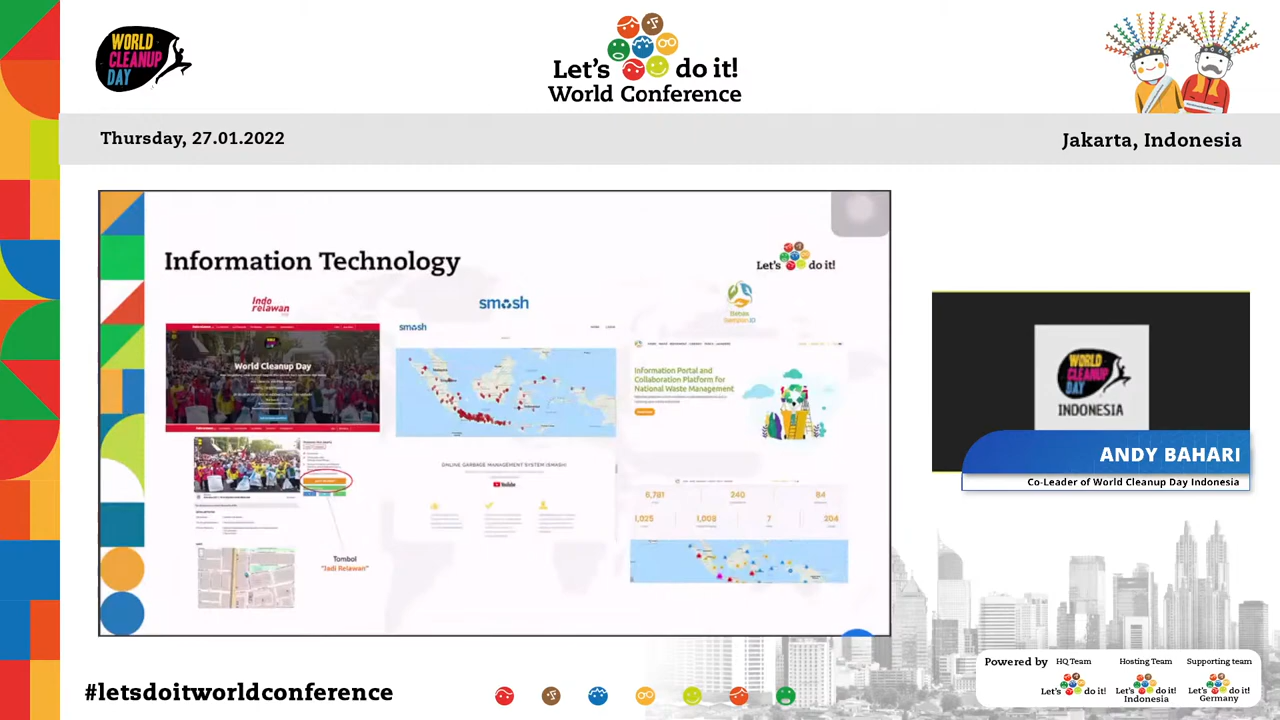 WORLD
CLEANUP
DAY
Let's do it!
World Conference
Thursday, 27.01.2022
Jakarta, Indonesia
Information Technology
Let's do it!
Indo
relawan
smash
smash
World Cleanup Day
Information Portal and
Collaboration Platform for
National Waste Management
ONLINE GARBAGE MANAGEMENT SYSTEM (SMASH)
YouTube
6,781 240 84
1,025 1,008 7 204
Tombol
"Jadi Relawan"
WORLD
CLEANUP
DAY
INDONESIA
ANDY BAHARI
Co-Leader of World Cleanup Day Indonesia
#letsdoitworldconference
Powered by
HQ Team
Let's do it!
Hosting Team
Let's do it!
Indonesia
Supporting team
Let's do it!
Germany